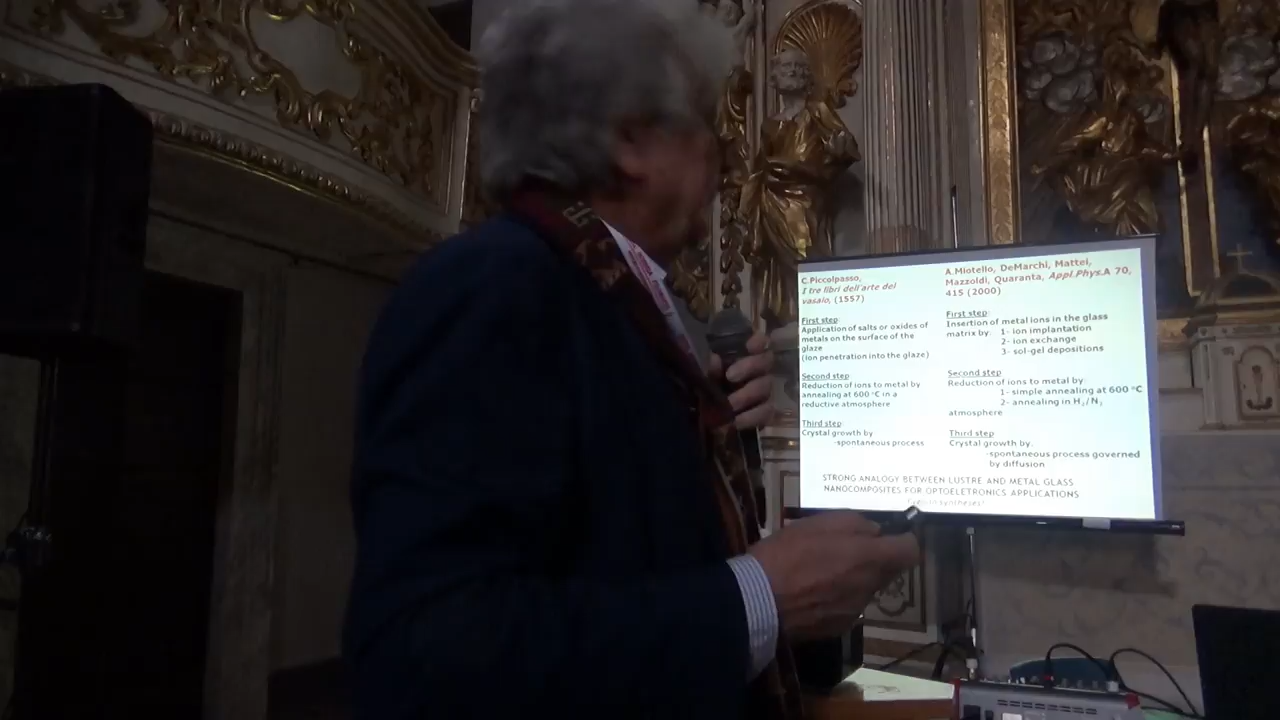 C.Piccolpasso,
I tre libri dell'arte del
vasaio, (1557)
First step:
Application of salts or oxides of
metals on the surface of the
glaze
(Ion penetration into the glaze)
Second step
Reduction of ions to metal by
annealing at 600 °C in a
reductive atmosphere
Third step
Crystal growth by
-spontaneous process
A.Miotello, DeMarchi, Mattei,
Mazzoldi, Quaranta, Appl.Phys.A 70,
415 (2000)
First step:
Insertion of metal ions in the glass
matrix by: 1- ion implantation
2- ion exchange
3- sol-gel depositions
Second step
Reduction of ions to metal by
1- simple annealing at 600 °C
2- annealing in H2/N2
atmosphere
Third step
Crystal growth by.
-spontaneous process governed
by diffusion
STRONG ANALOGY BETWEEN LUSTRE AND METAL GLASS
NANOCOMPOSITES FOR OPTOELETRONICS APPLICATIONS